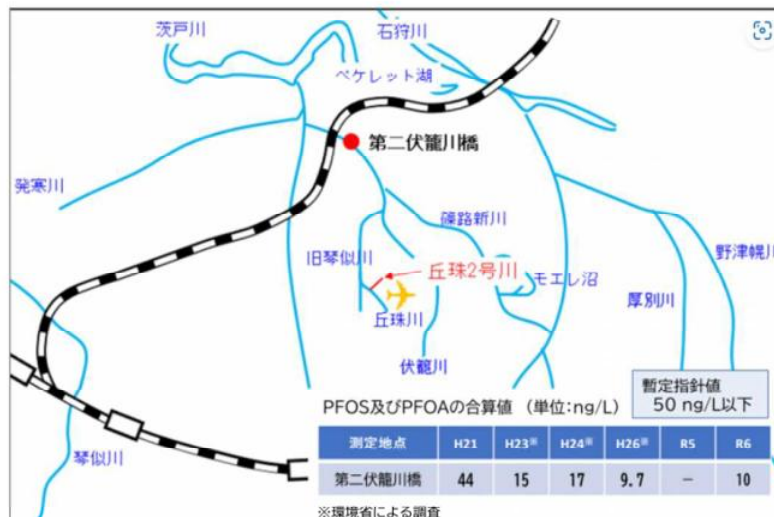 茨戸川
石狩川
ペケレット湖
第二伏籠川橋
発寒川
篠路新川
旧琴似川
丘珠2号川
モエレ沼
野津幌川
丘珠川
厚別川
伏籠川
琴似川
暫定指針値
50 ng/L以下
PFOS及びPFOAの合算値 (単位:ng/L)
測定地点 H21 H23※ H24※ H26※ R5 R6
第二伏籠川橋 44 15 17 9.7 － 10
※環境省による調査